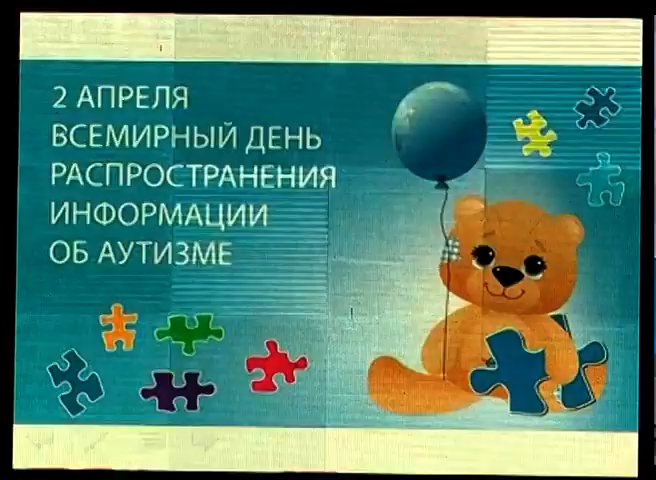 2 АПРЕЛЯ
ВСЕМИРНЫЙ ДЕНЬ
РАСПРОСТРАНЕНИЯ
ИНФОРМАЦИИ
ОБ АУТИЗМЕ